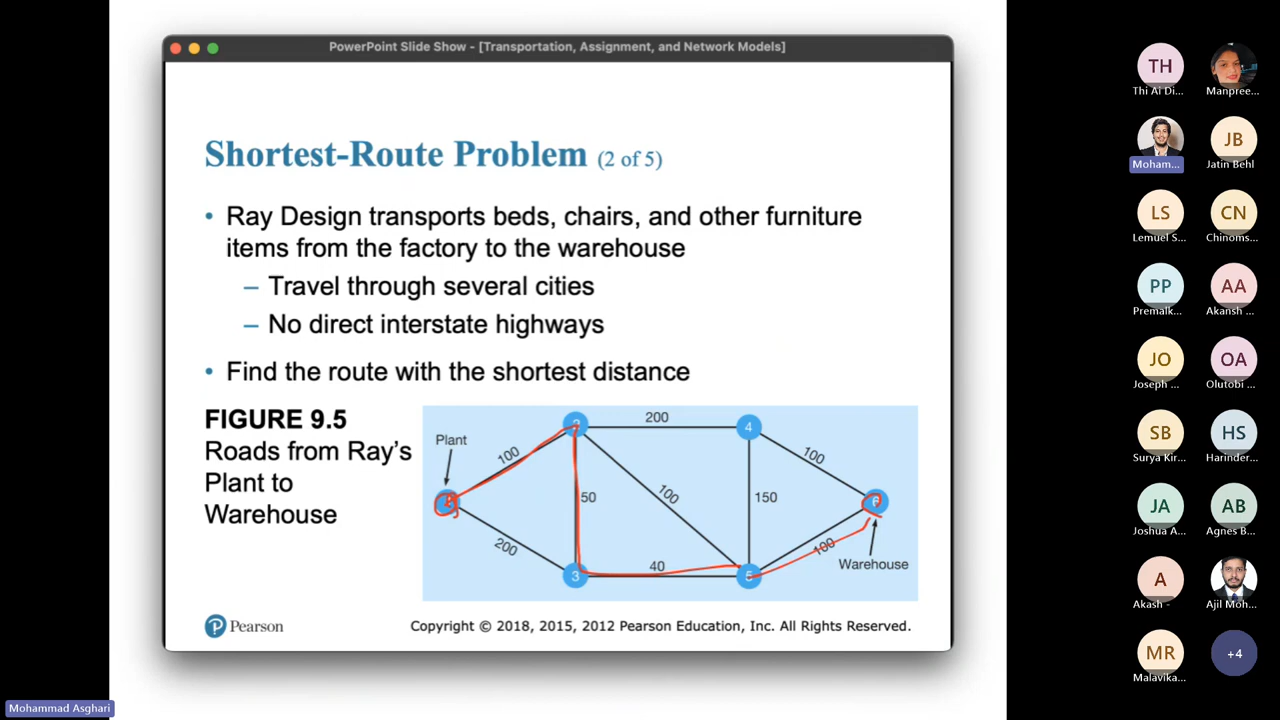 PowerPoint Slide Show - [Transportation, Assignment, and Network Models]
Shortest-Route Problem (2 of 5)
• Ray Design transports beds, chairs, and other furniture
items from the factory to the warehouse
– Travel through several cities
– No direct interstate highways
• Find the route with the shortest distance
FIGURE 9.5
Roads from Ray's
Plant to
Warehouse
Plant
100
200
200
50
100
40
4
150
3
5
100
100
6
Warehouse
P Pearson
Copyright © 2018, 2015, 2012 Pearson Education, Inc. All Rights Reserved.
TH
Thi Ai Di...
Manpree...
Moham...
JB
Jatin Behl
LS
Lemuel S...
CN
Chinoms...
PP
Premalk...
AA
Akansh ...
JO
Joseph ...
OA
Olutobi ...
SB
Surya Kir...
HS
Harinder...
JA
Joshua A...
AB
Agnes B...
A
Akash -
Ajil Moh...
MR
Malavika...
+4
Mohammad Asghari